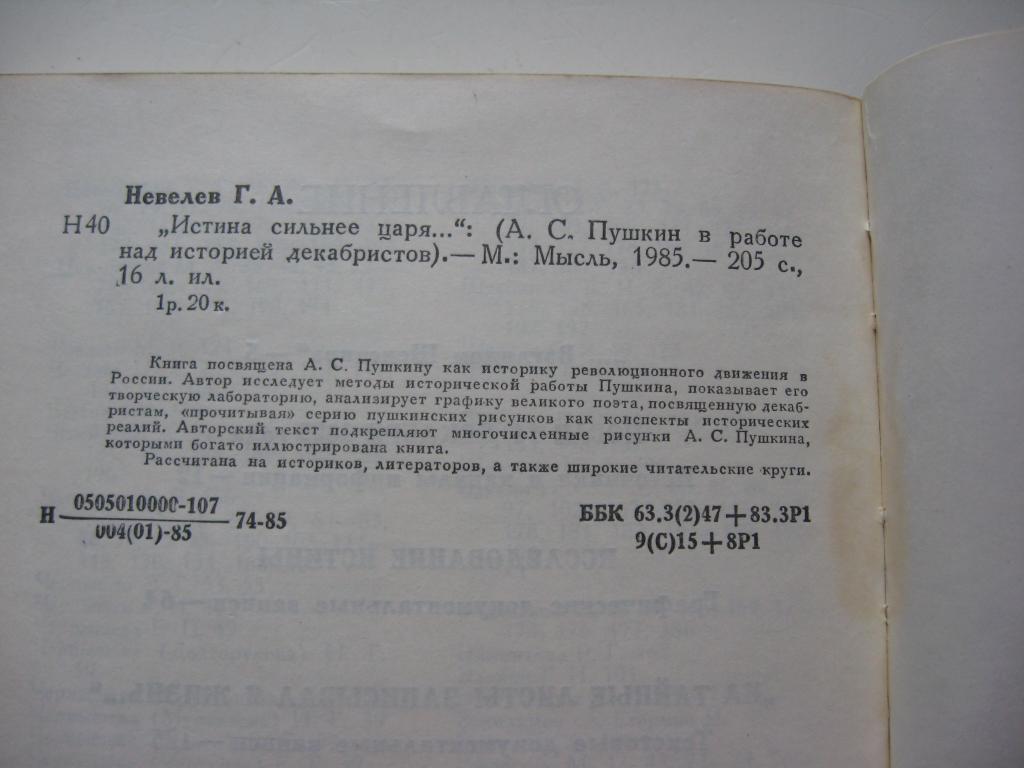 Невелев Г. А.
Н40 „Истина сильнее царя...“: (А. С. Пушкин в работе
над историей декабристов).— М.: Мысль, 1985.— 205 с.,
16 л. ил.
1р. 20 к.
Книга посвящена А. С. Пушкину как историку революционного движения в
России. Автор исследует методы исторической работы Пушкина, показывает его
творческую лабораторию, анализирует графику великого поэта, посвященную декаб-
ристам, «прочитывая» серию пушкинских рисунков как конспекты исторических
реалий. Авторский текст подкрепляют многочисленные рисунки А. С. Пушкина,
которыми богато иллюстрирована книга.
Рассчитана на историков, литераторов, а также широкие читательские круги.
Н 0505010000-107 74-85
004(01)-85
ББК 63.3(2)47+83.3Р1
9(С)15+8Р1